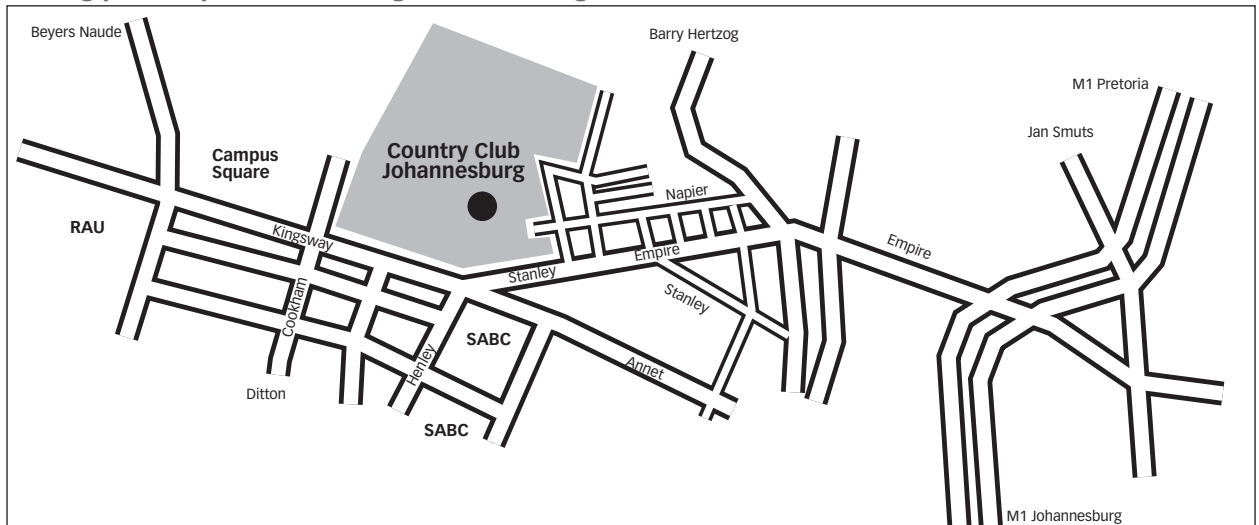 Beyers Naude
Barry Hertzog
M1 Pretoria
Jan Smuts
Campus
Square
Country Club
Johannesburg
Napier
RAU
Kingsway
Empire
Empire
Stanley
Stanley
Cookham
SABC
Henley
Annet
Ditton
SABC
M1 Johannesburg